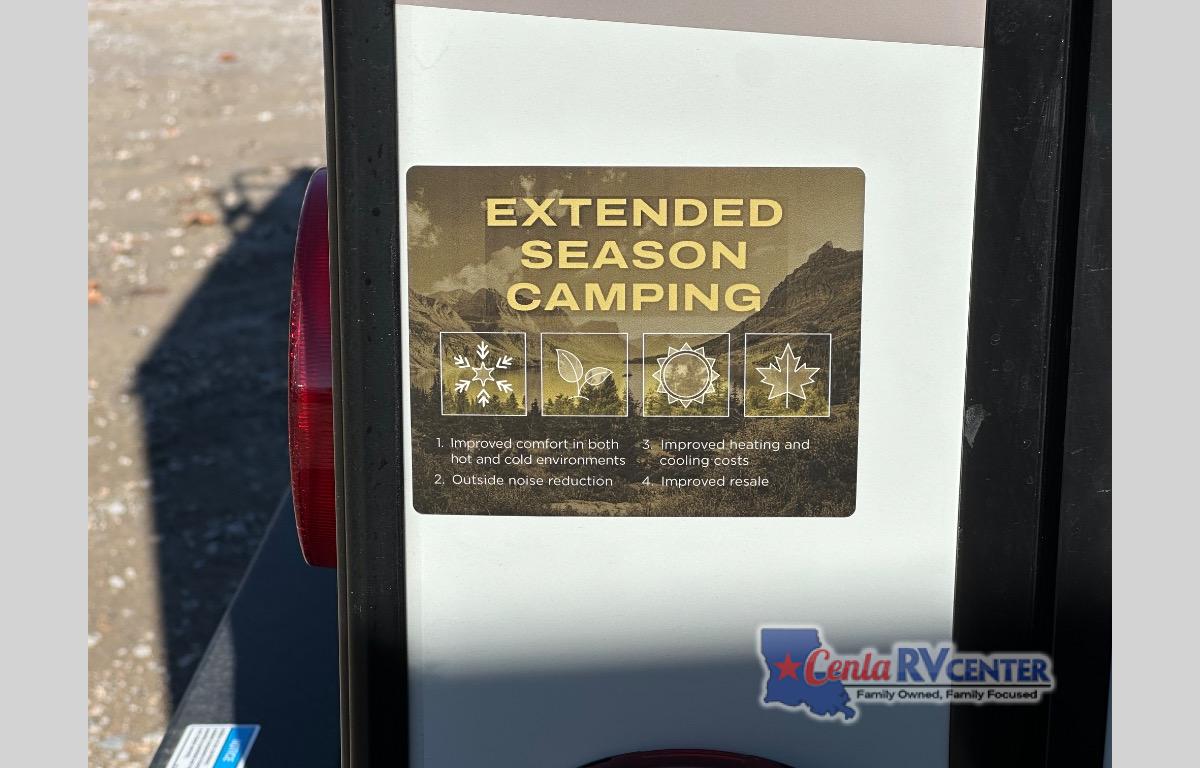 EXTENDED
SEASON
CAMPING
1. Improved comfort in both
hot and cold environments
2. Outside noise reduction
3. Improved heating and
cooling costs
4. Improved resale
Cenla RV CENTER
Family Owned, Family Focused